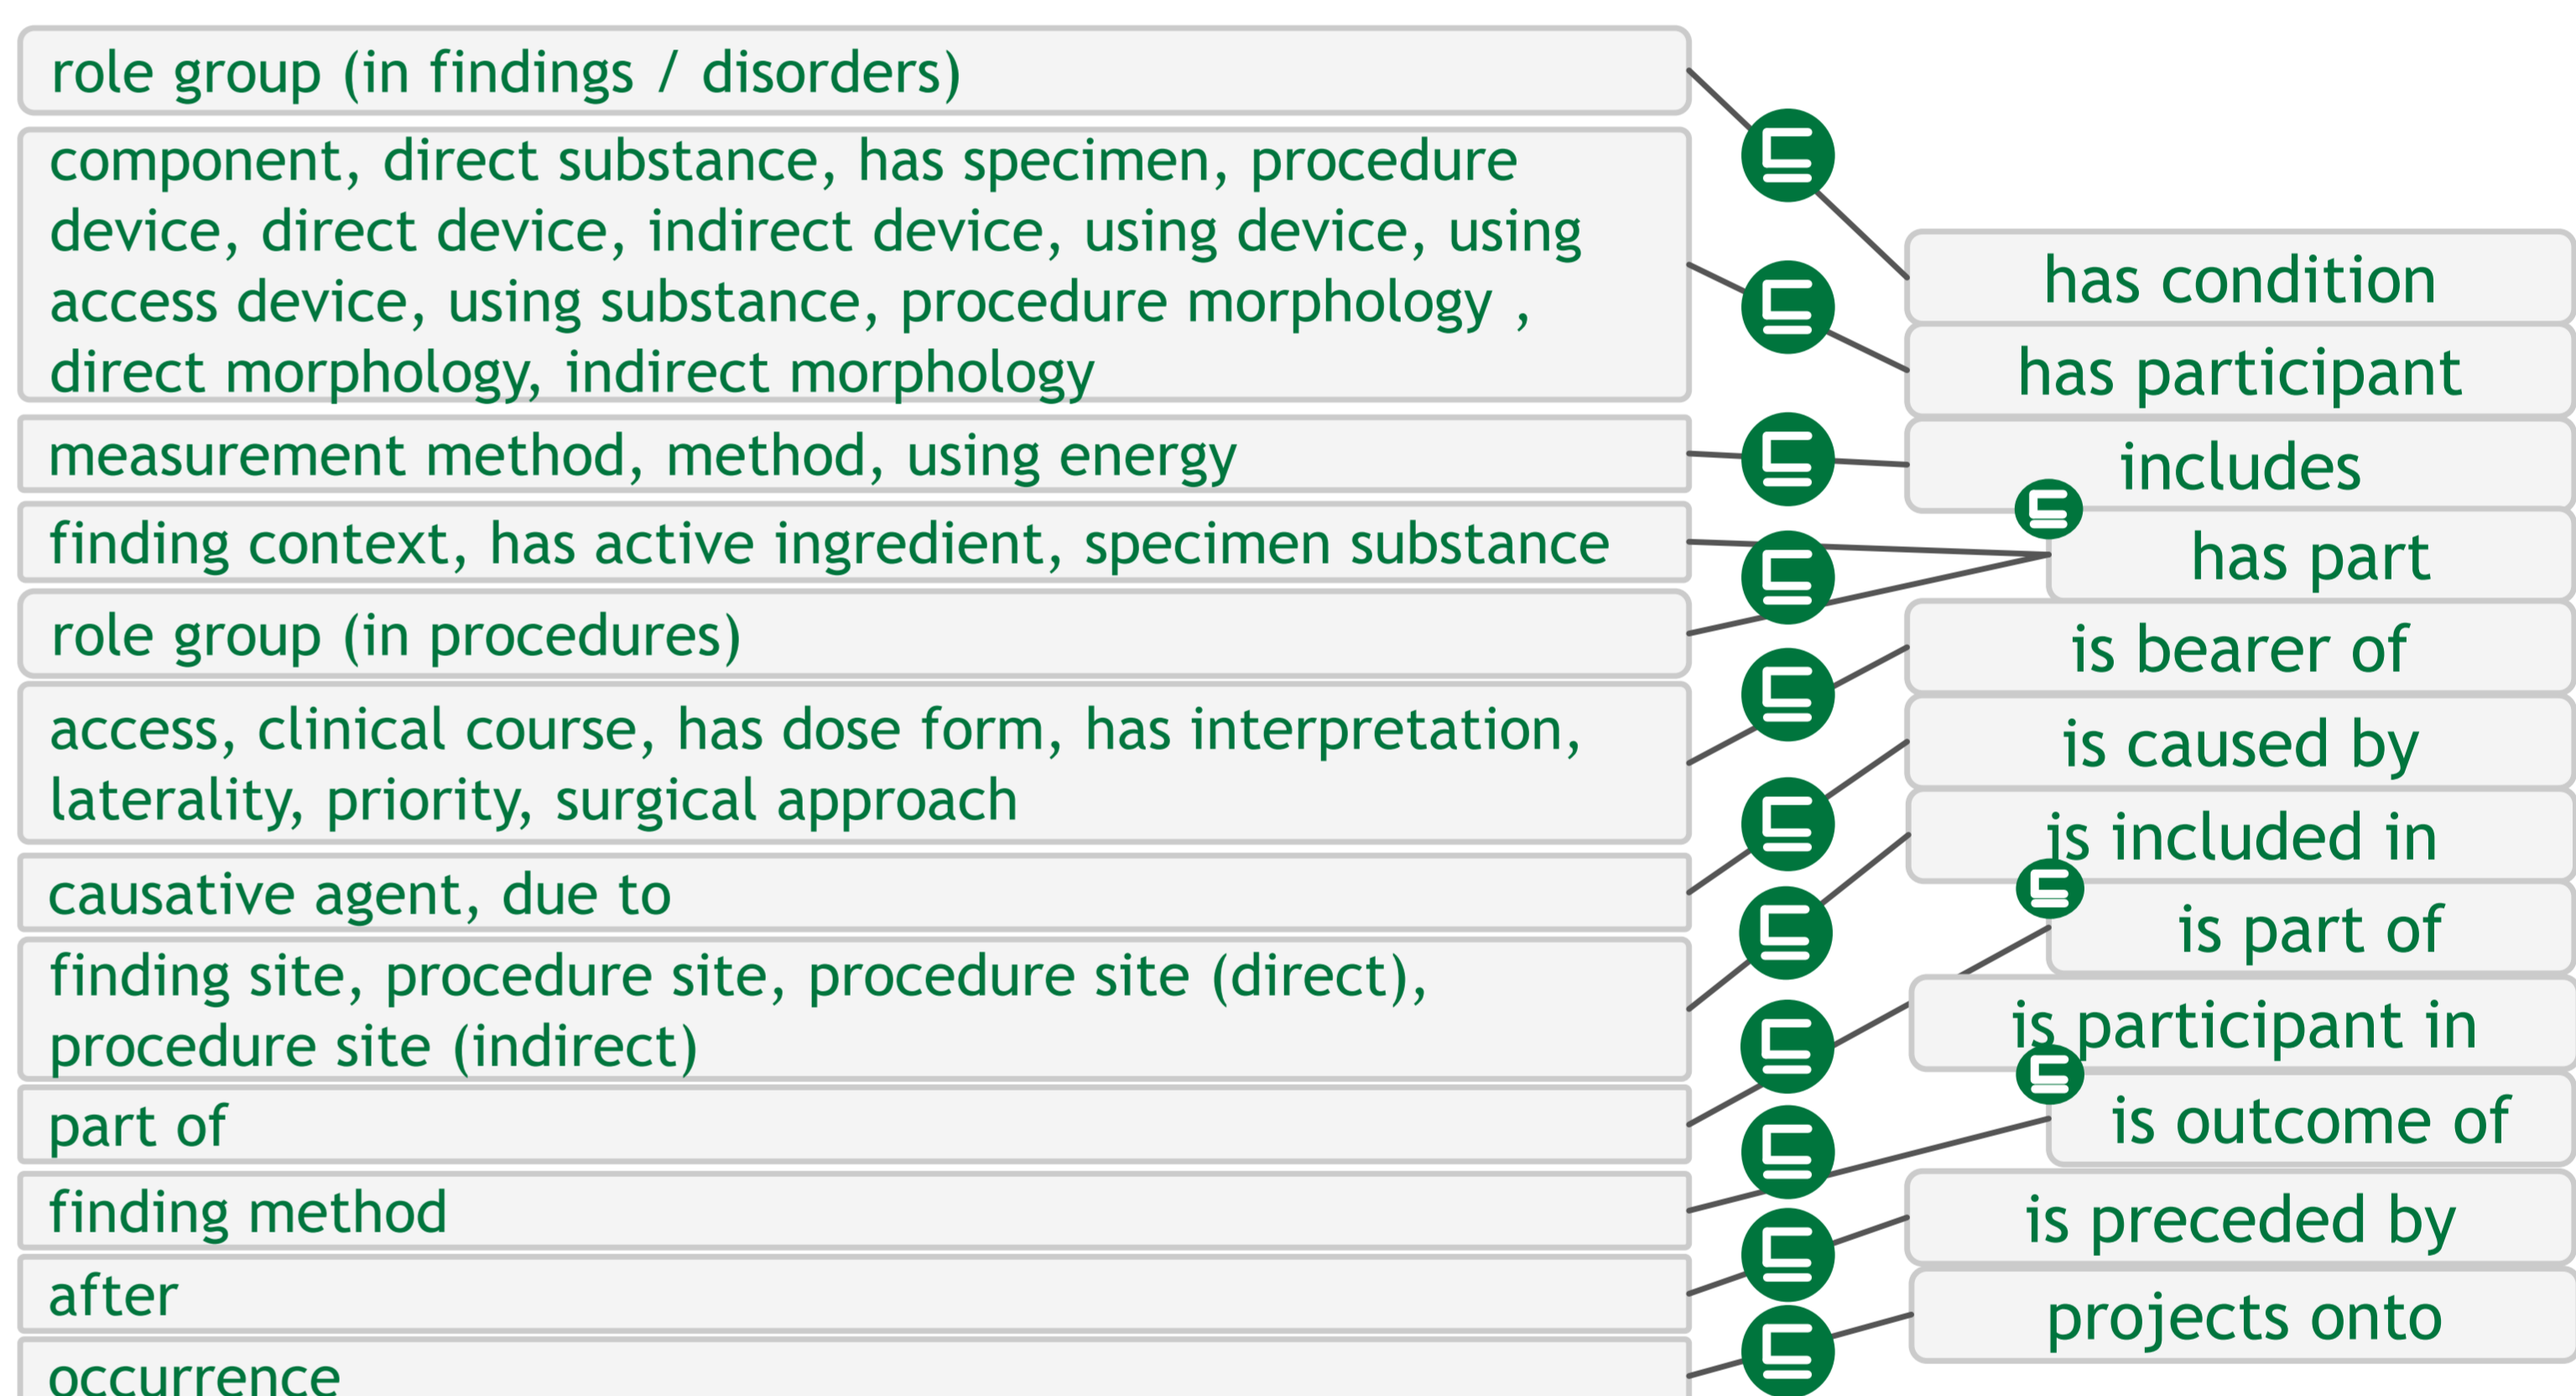 role group (in findings / disorders)
component, direct substance, has specimen, procedure
device, direct device, indirect device, using device, using
access device, using substance, procedure morphology ,
direct morphology, indirect morphology
measurement method, method, using energy
finding context, has active ingredient, specimen substance
role group (in procedures)
access, clinical course, has dose form, has interpretation,
laterality, priority, surgical approach
causative agent, due to
finding site, procedure site, procedure site (direct),
procedure site (indirect)
part of
finding method
after
occurrence
⊑
⊑
⊑
⊑
⊑
⊑
⊑
⊑
⊑
⊑
⊑
has condition
has participant
includes
⊑
has part
is bearer of
is caused by
is included in
⊑
is part of
is participant in
⊑
is outcome of
is preceded by
projects onto